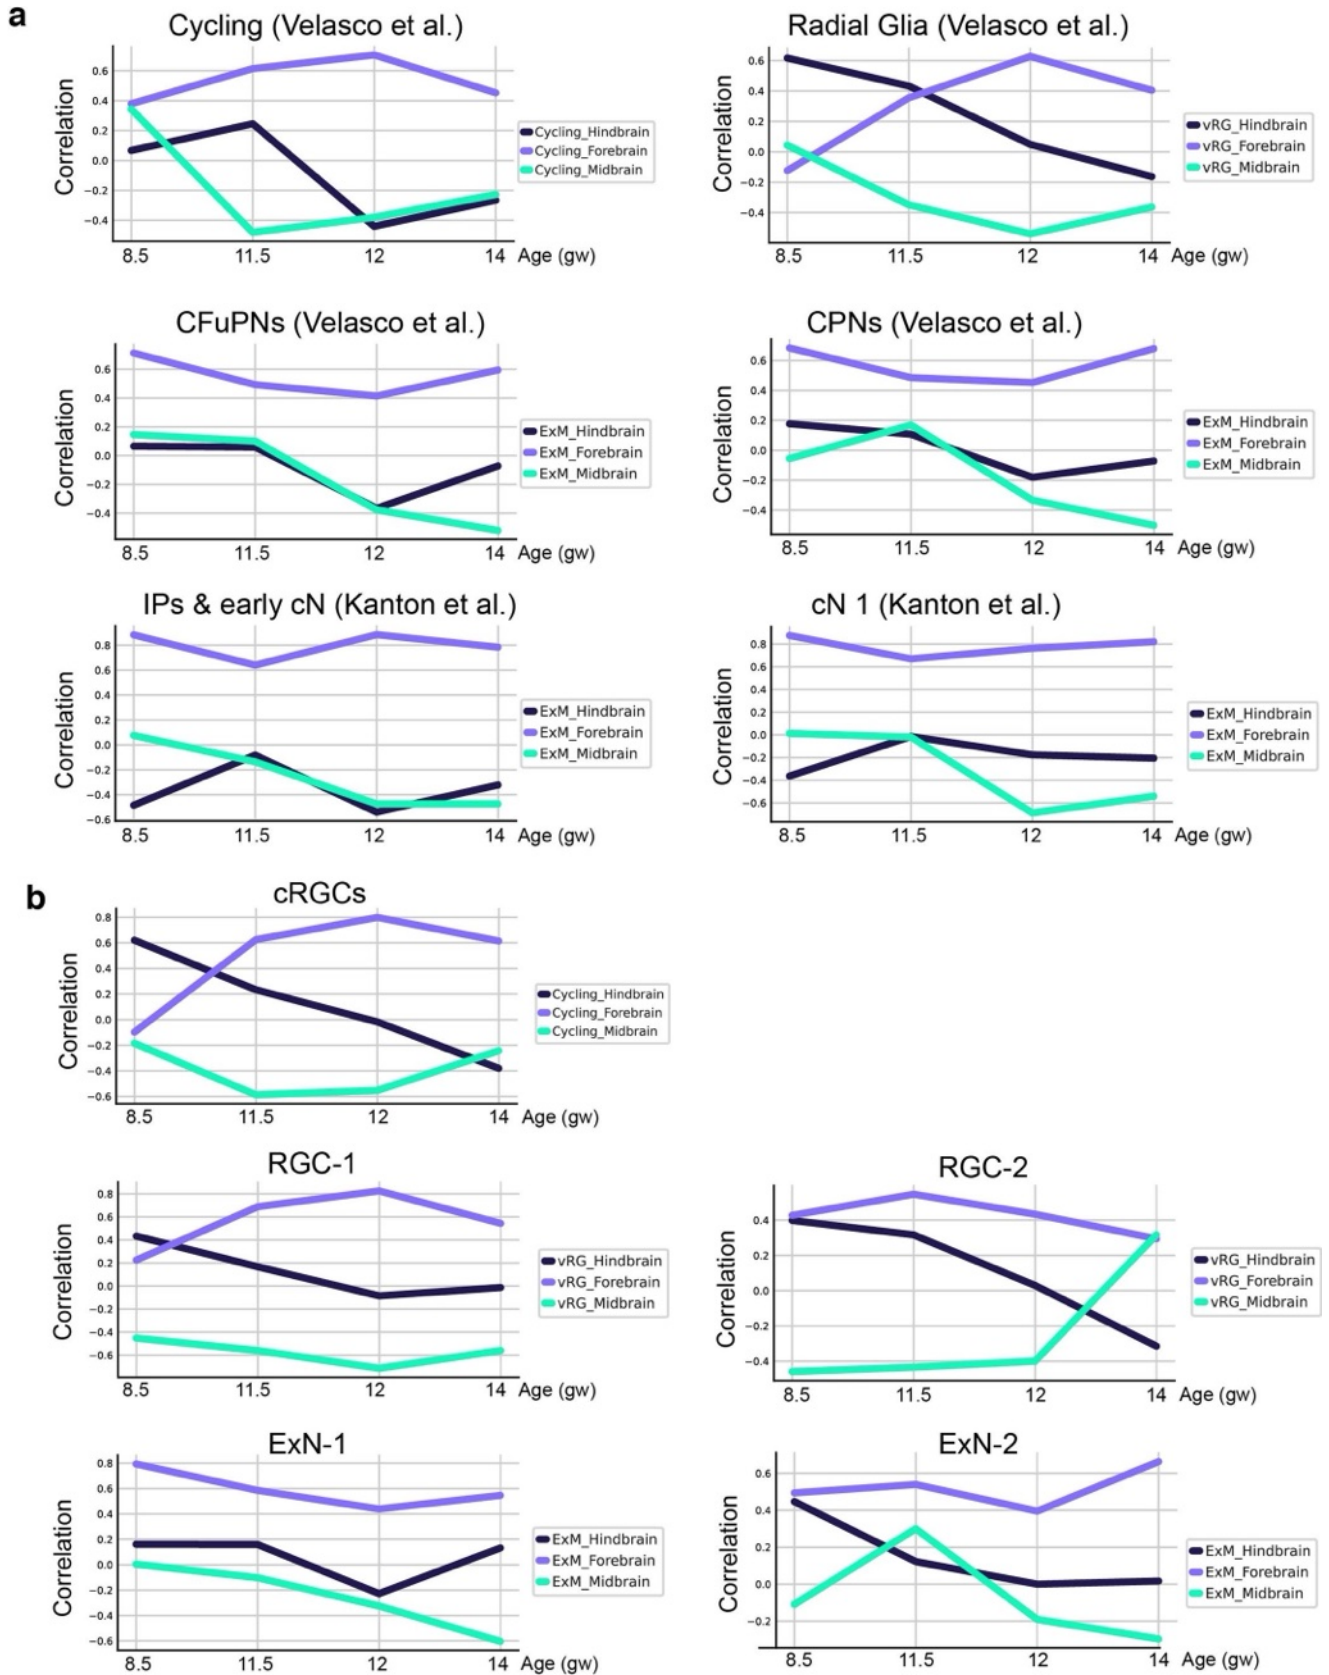 a
Cycling (Velasco et al.)
Correlation
0.6
0.4
0.2
0.0
−0.2
−0.4
8.5 11.5 12 14 Age (gw)
Cycling_Hindbrain
Cycling_Forebrain
Cycling_Midbrain
Radial Glia (Velasco et al.)
Correlation
0.6
0.4
0.2
0.0
−0.2
−0.4
8.5 11.5 12 14 Age (gw)
vRG_Hindbrain
vRG_Forebrain
vRG_Midbrain
CFuPNs (Velasco et al.)
Correlation
0.6
0.4
0.2
0.0
−0.2
−0.4
8.5 11.5 12 14 Age (gw)
ExM_Hindbrain
ExM_Forebrain
ExM_Midbrain
CPNs (Velasco et al.)
Correlation
0.6
0.4
0.2
0.0
−0.2
−0.4
8.5 11.5 12 14 Age (gw)
ExM_Hindbrain
ExM_Forebrain
ExM_Midbrain
IPs & early cN (Kanton et al.)
Correlation
0.8
0.6
0.4
0.2
0.0
−0.2
−0.4
−0.6
8.5 11.5 12 14 Age (gw)
ExM_Hindbrain
ExM_Forebrain
ExM_Midbrain
cN 1 (Kanton et al.)
Correlation
0.8
0.6
0.4
0.2
0.0
−0.2
−0.4
−0.6
8.5 11.5 12 14 Age (gw)
ExM_Hindbrain
ExM_Forebrain
ExM_Midbrain
b
cRGCs
Correlation
0.8
0.6
0.4
0.2
0.0
−0.2
−0.4
−0.6
8.5 11.5 12 14 Age (gw)
Cycling_Hindbrain
Cycling_Forebrain
Cycling_Midbrain
RGC-1
Correlation
0.8
0.6
0.4
0.2
0.0
−0.2
−0.4
−0.6
8.5 11.5 12 14 Age (gw)
vRG_Hindbrain
vRG_Forebrain
vRG_Midbrain
RGC-2
Correlation
0.4
0.2
0.0
−0.2
−0.4
8.5 11.5 12 14 Age (gw)
vRG_Hindbrain
vRG_Forebrain
vRG_Midbrain
ExN-1
Correlation
0.8
0.6
0.4
0.2
0.0
−0.2
−0.4
−0.6
8.5 11.5 12 14 Age (gw)
ExM_Hindbrain
ExM_Forebrain
ExM_Midbrain
ExN-2
Correlation
0.6
0.4
0.2
0.0
−0.2
8.5 11.5 12 14 Age (gw)
ExM_Hindbrain
ExM_Forebrain
ExM_Midbrain